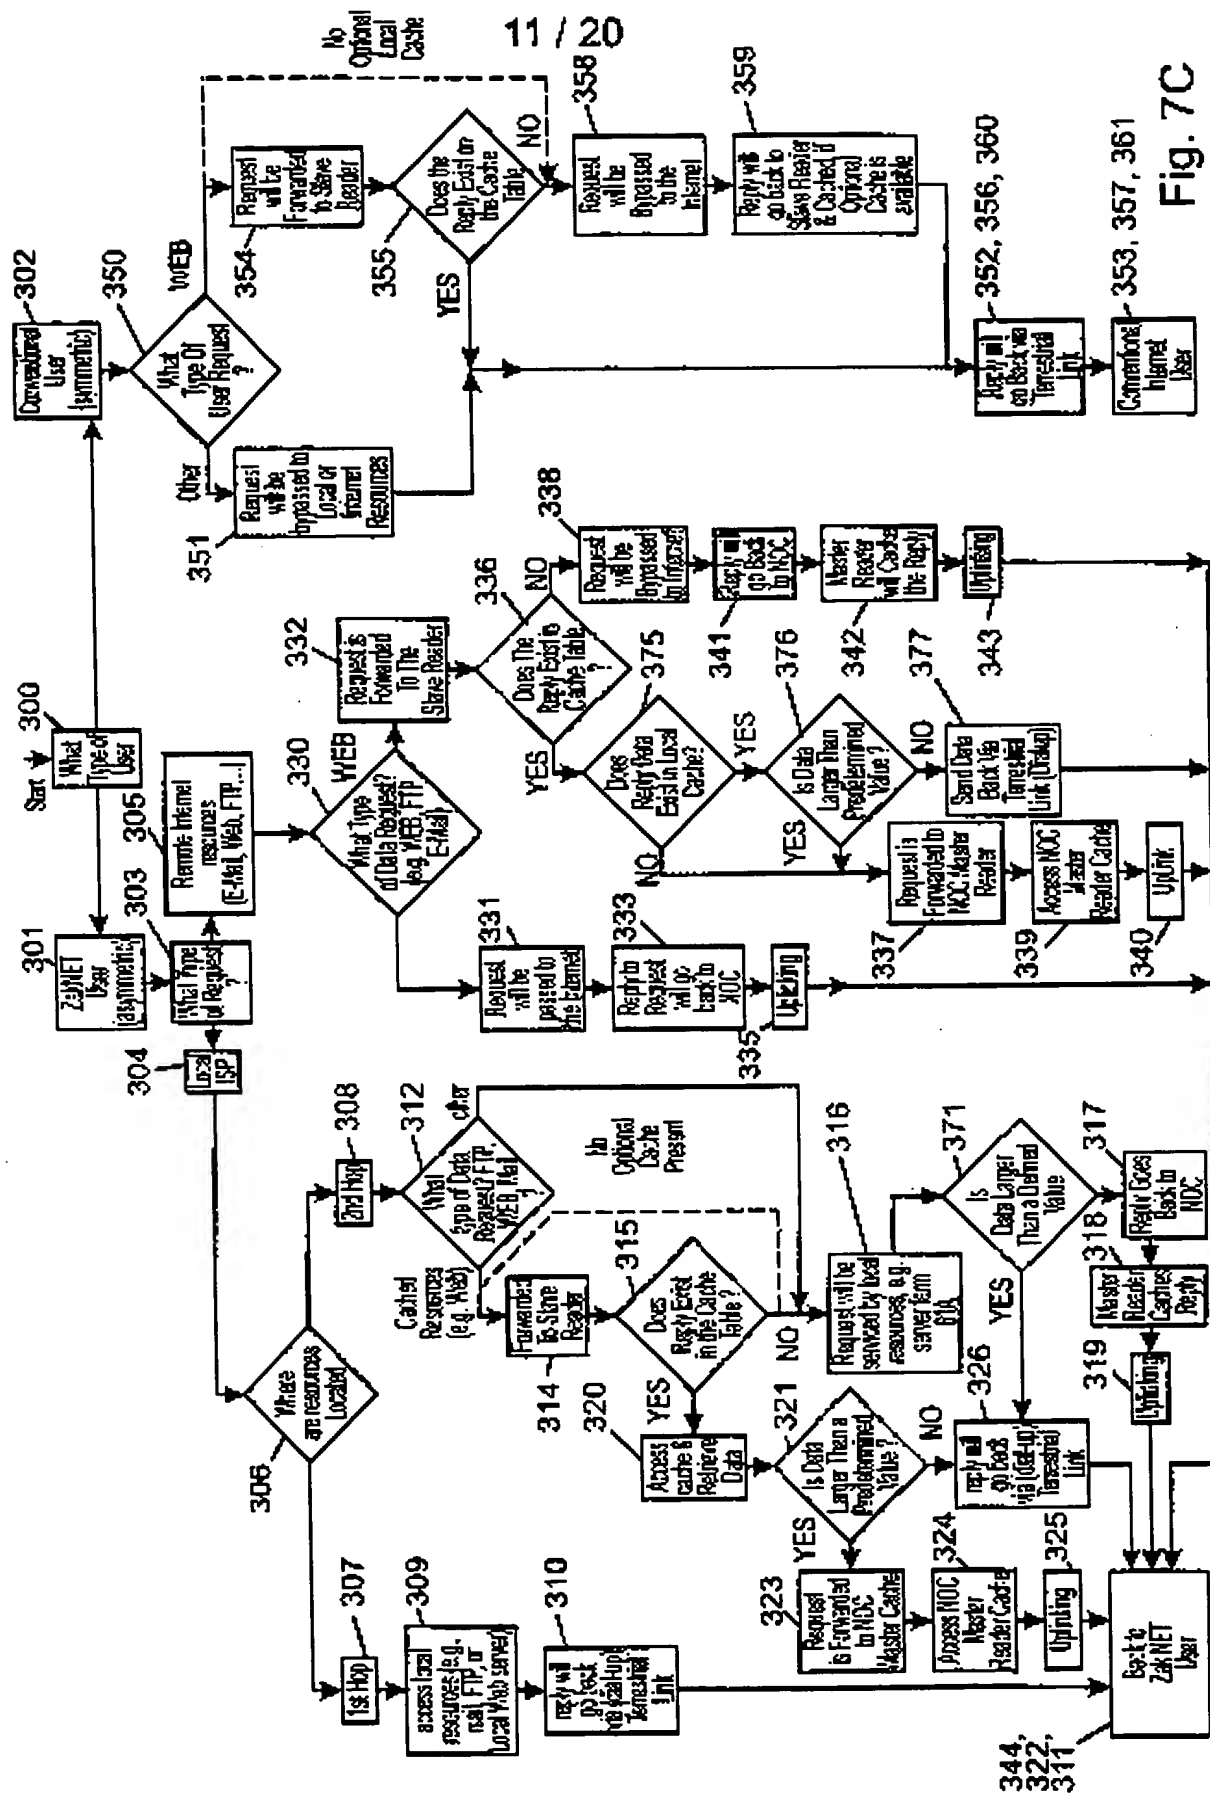 11 / 20
Start
300
What
Type of
User
301
ZakNET
User
(asymmetric)
302
Conventional
User
(symmetric)
303
What Type
of Request
?
304
Local
ISP
305
Remote Internet
resources
(E-Mail, Web, FTP...)
306
Where
are resources
Located
307
1st Hop
309
access local
resources (e.g.,
mail, FTP, or
Local Web server)
310
reply will
go back
via (dial-up)
Terrestrial
Link
308
2nd Hop
312
What
type of Data
Request? FTP,
WEB, Mail
?
other
Cached
Resources
(e.g. Web)
No
Optional
Cache
Present
314
Forwarded
To Slave
Reader
315
Does
Reply Exist
in the Cache
Table ?
YES
NO
320
Access
cache &
Retrieve
Data
321
Is Data
Larger Than a
Predetermined
Value ?
YES
NO
323
Request
is Forwarded
to NOC
Master Cache
324
Access NOC
Master
Reader Cache
325
Uplinking
316
Request will be
serviced by local
resources, e.g.
server farm
61A
371
Is
Data Larger
Than a Defined
Value
YES
326
reply will
go back
via (dial-up)
Terrestrial
Link
317
Reply Goes
Back to
NOC
318
Master
Reader
Caches
Reply
319
Uplinking
344,
322,
311
Back to
ZakNET
User
330
What Type
of Data Request?
(e.g. WEB, FTP
E-Mail)
WEB
331
Request
will be
passed to
the Internet
333
Reply to
Request
will go
back to
NOC
335
Uplinking
332
Request is
Forwarded
To The
Slave Reader
336
Does The
Reply Exist in
Cache Table
?
YES
NO
375
Does
Reply Data
Exist in Local
Cache?
NO
YES
376
Is Data
Larger Than
Predetermined
Value ?
YES
NO
377
Send Data
Back Via
Terrestrial
Link (Dialup)
337
Request is
Forwarded to
NOC Master
Reader
339
Access NOC
Master
Reader Cache
340
UpLink
338
Request
will be
Bypassed
to Internet
341
Reply will
go Back
to NOC
342
Master
Reader
will Cache
the Reply
343
Uplinking
350
What
Type Of
User Request
?
Other
WEB
No
Optional
Local
Cache
351
Request
will be
bypassed to
Local or
Internet
Resources
354
Request
will be
Forwarded
to Slave
Reader
355
Does the
Reply Exist on
the Cache
Table
YES
NO
358
Request
will be
Bypassed
to the
Internet
359
Reply will
go back to
Slave Reader
& Cached if
Optional
Cache is
available
352, 356, 360
Reply will
go Back via
Terrestrial
Link
353, 357, 361
Conventional
Internet
User
Fig. 7C